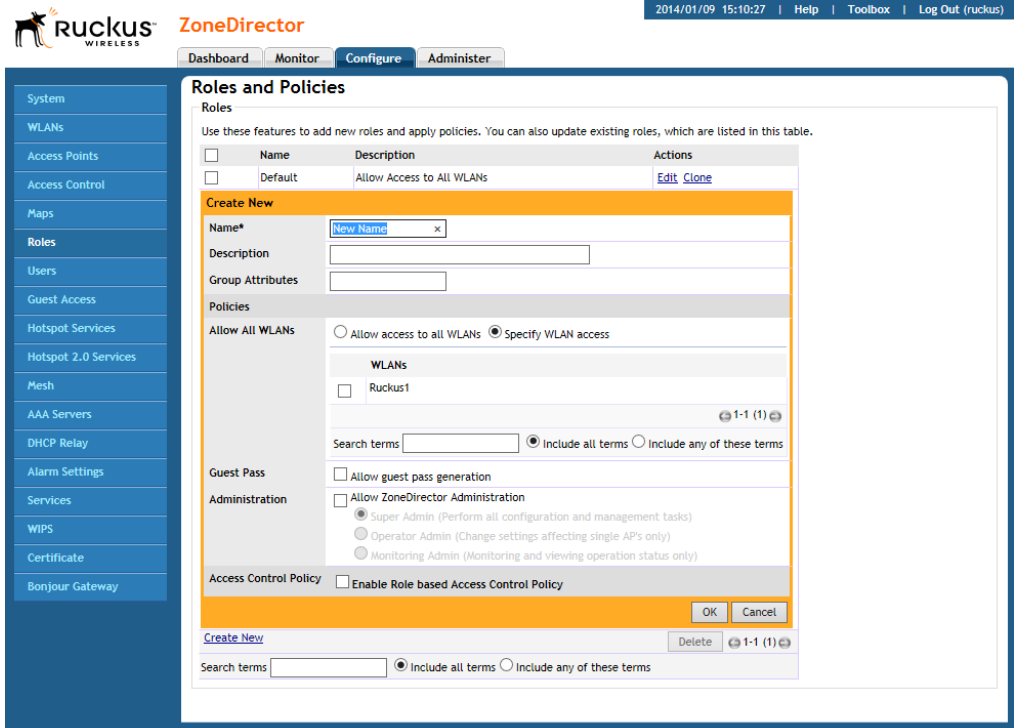 2014/01/09 15:10:27 | Help | Toolbox | Log Out (ruckus)
Ruckus WIRELESS ZoneDirector
Dashboard Monitor Configure Administer
System
WLANs
Access Points
Access Control
Maps
Roles
Users
Guest Access
Hotspot Services
Hotspot 2.0 Services
Mesh
AAA Servers
DHCP Relay
Alarm Settings
Services
WIPS
Certificate
Bonjour Gateway
Roles and Policies
Roles
Use these features to add new roles and apply policies. You can also update existing roles, which are listed in this table.
Name Description Actions
Default Allow Access to All WLANs Edit Clone
Create New
Name* New Name ×
Description
Group Attributes
Policies
Allow All WLANs Allow access to all WLANs Specify WLAN access
WLANs
Ruckus1
1-1 (1)
Search terms Include all terms Include any of these terms
Guest Pass Allow guest pass generation
Administration Allow ZoneDirector Administration
Super Admin (Perform all configuration and management tasks)
Operator Admin (Change settings affecting single AP's only)
Monitoring Admin (Monitoring and viewing operation status only)
Access Control Policy Enable Role based Access Control Policy
OK Cancel
Create New Delete 1-1 (1)
Search terms Include all terms Include any of these terms